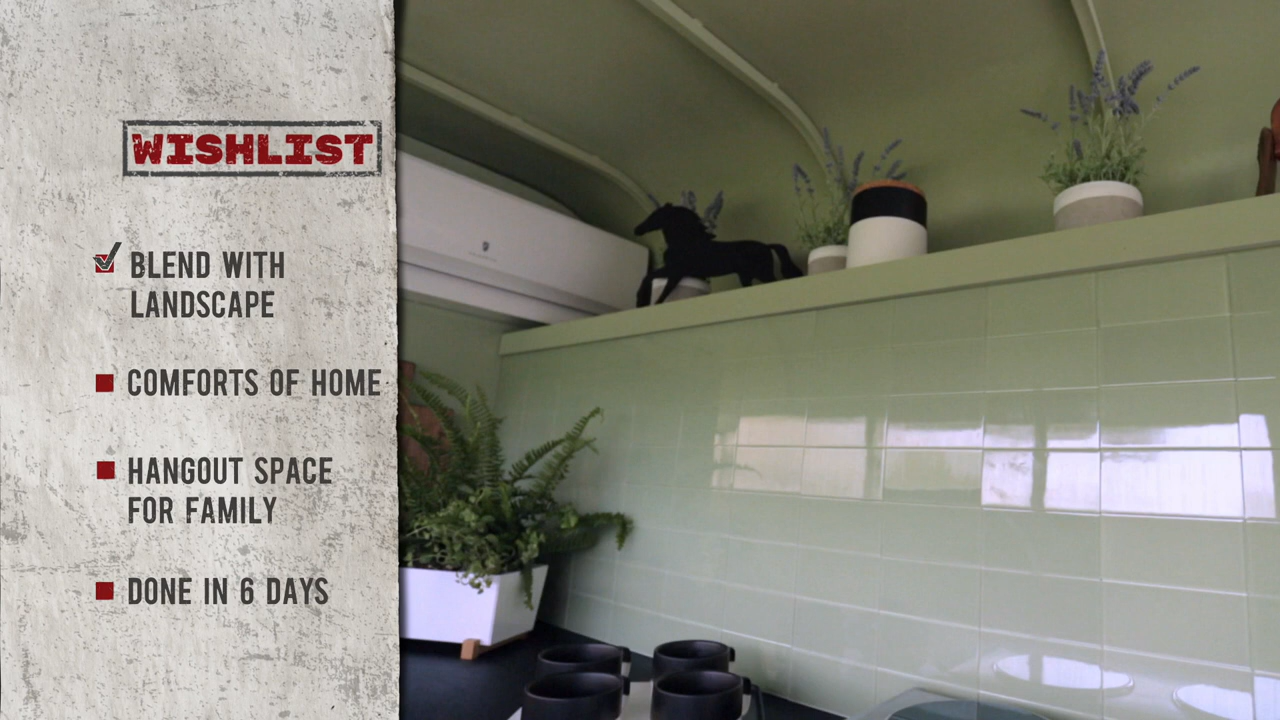 WISHLIST
BLEND WITH
LANDSCAPE
COMFORTS OF HOME
HANGOUT SPACE
FOR FAMILY
DONE IN 6 DAYS